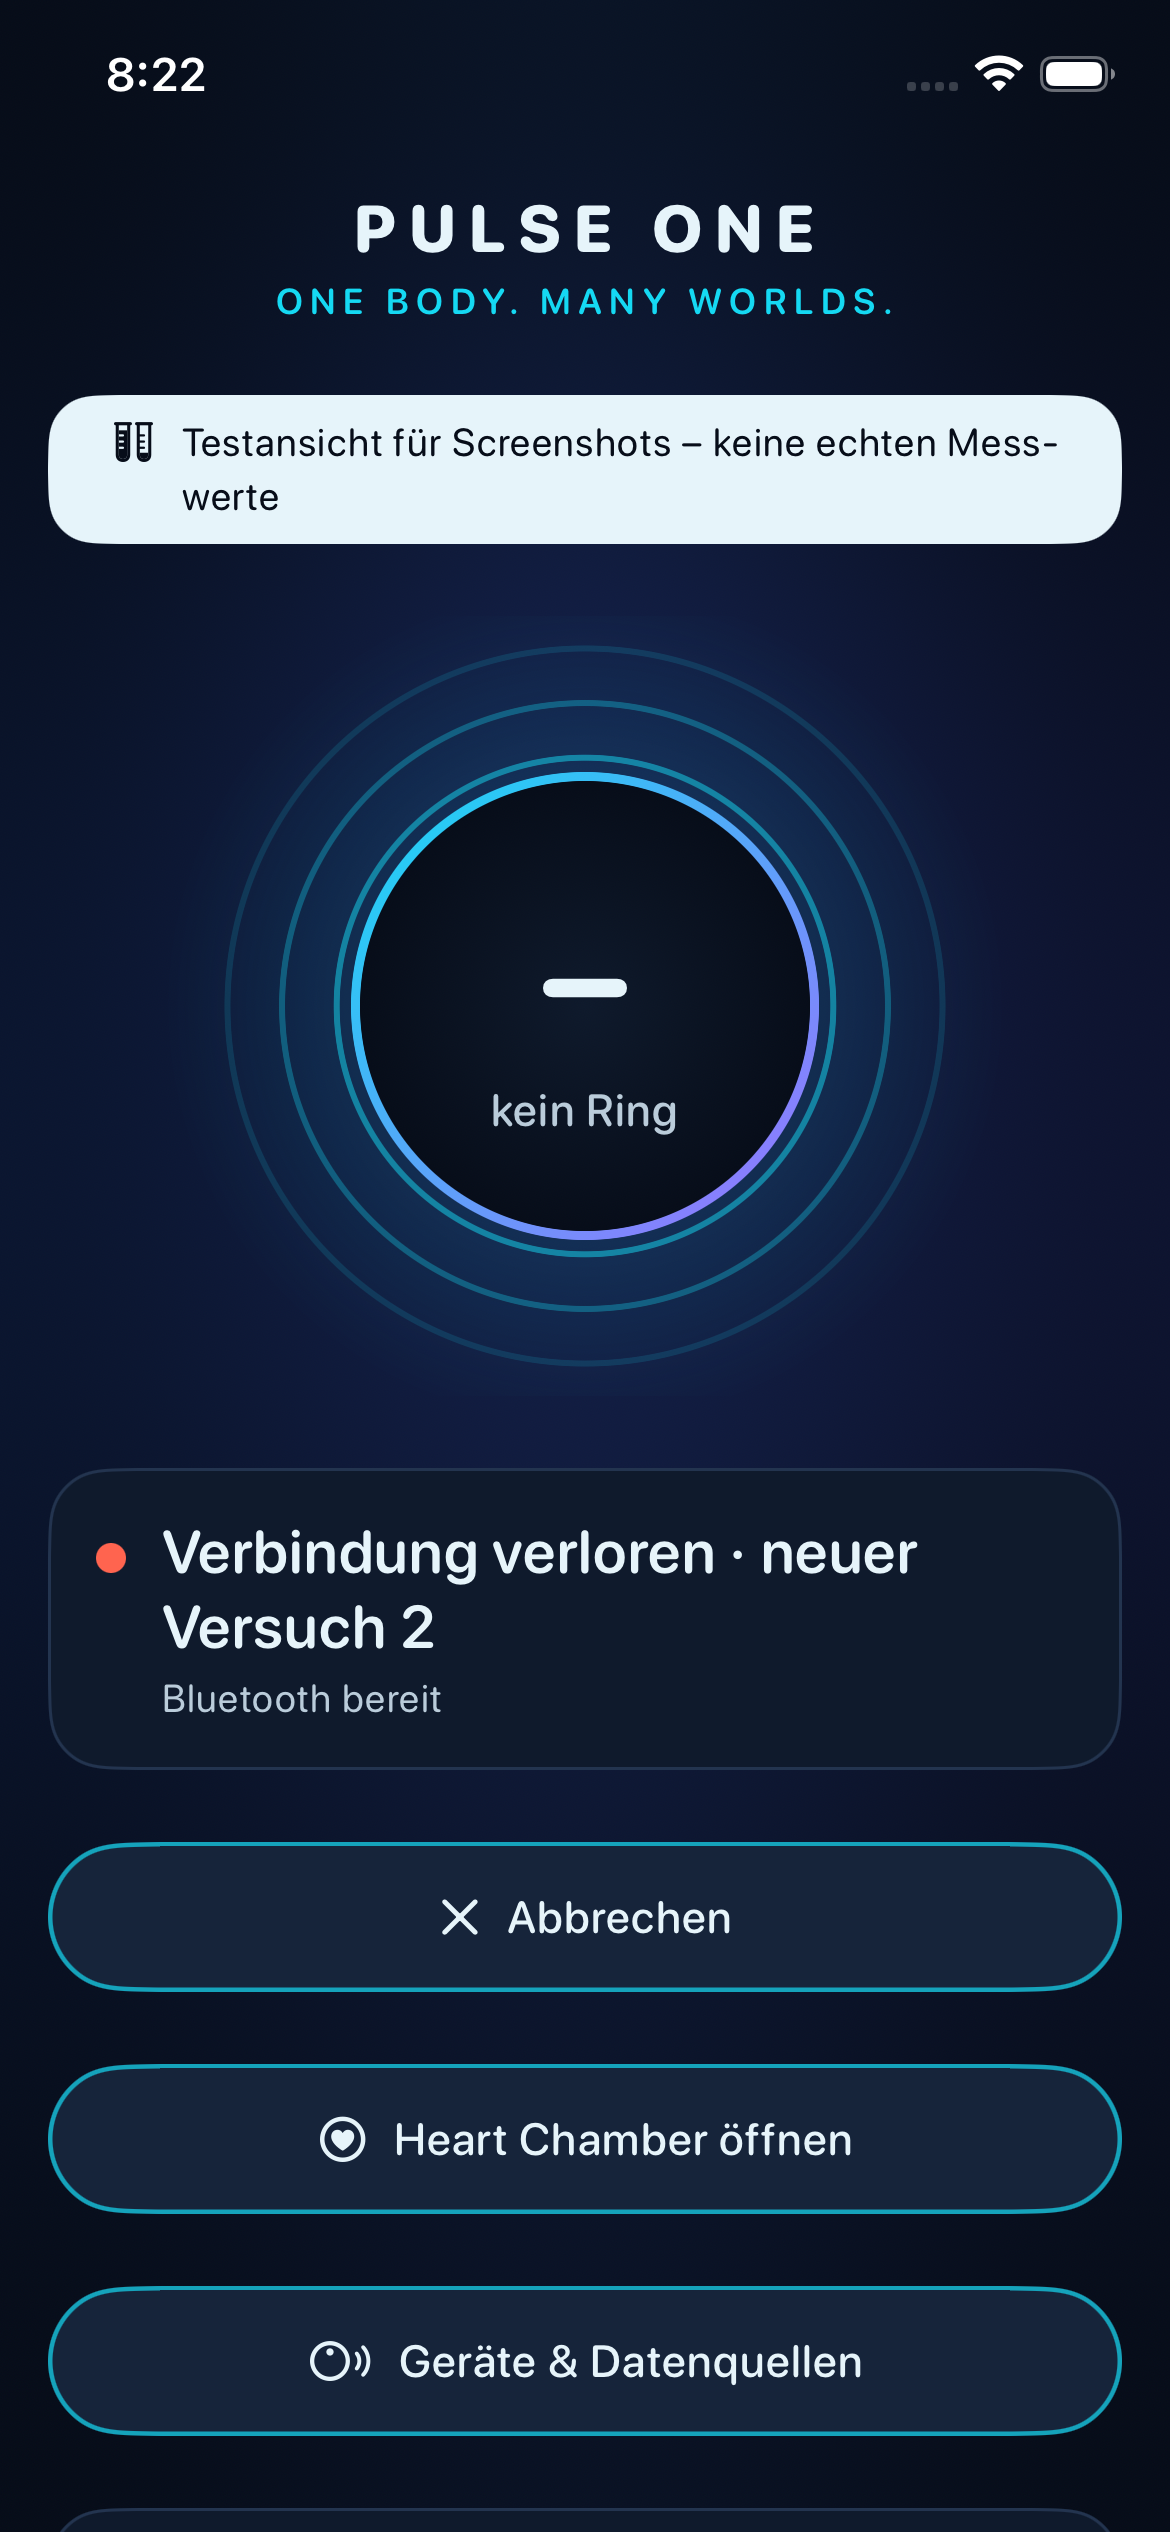 8:22
PULSE ONE
ONE BODY. MANY WORLDS.
Testansicht für Screenshots – keine echten Mess-
werte
–
kein Ring
Verbindung verloren · neuer
Versuch 2
Bluetooth bereit
Abbrechen
Heart Chamber öffnen
Geräte & Datenquellen